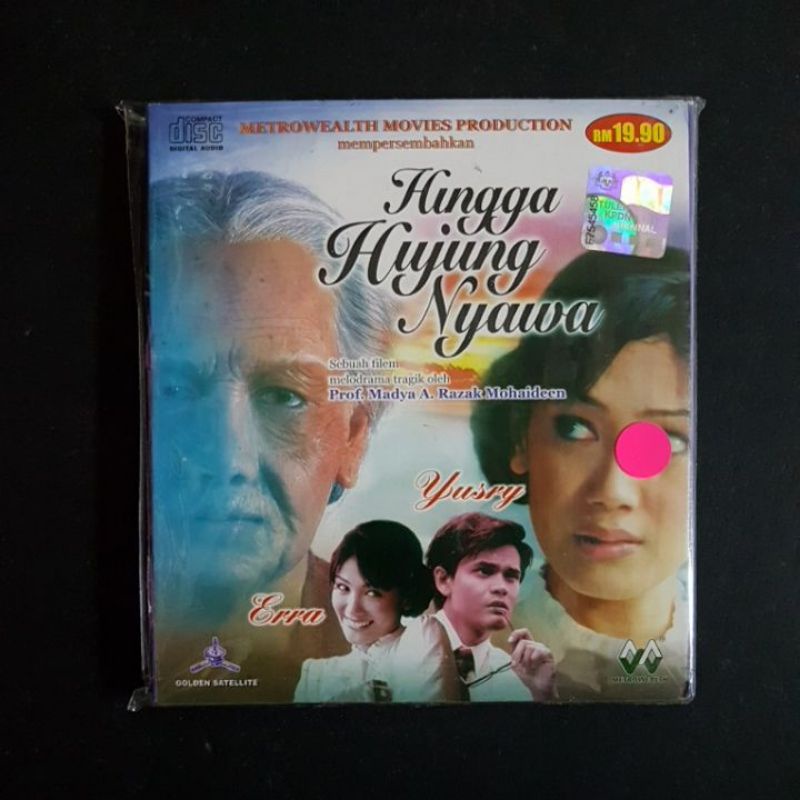 COMPACT
disc
DIGITAL AUDIO
METROWEALTH MOVIES PRODUCTION
mempersembahkan
RM 19.90
Hingga
Hujung
Nyawa
Sebuah filem
melodrama tragik oleh
Prof. Madya A. Razak Mohaideen
Yusry
Erra
GOLDEN SATELLITE
METROWEALTH